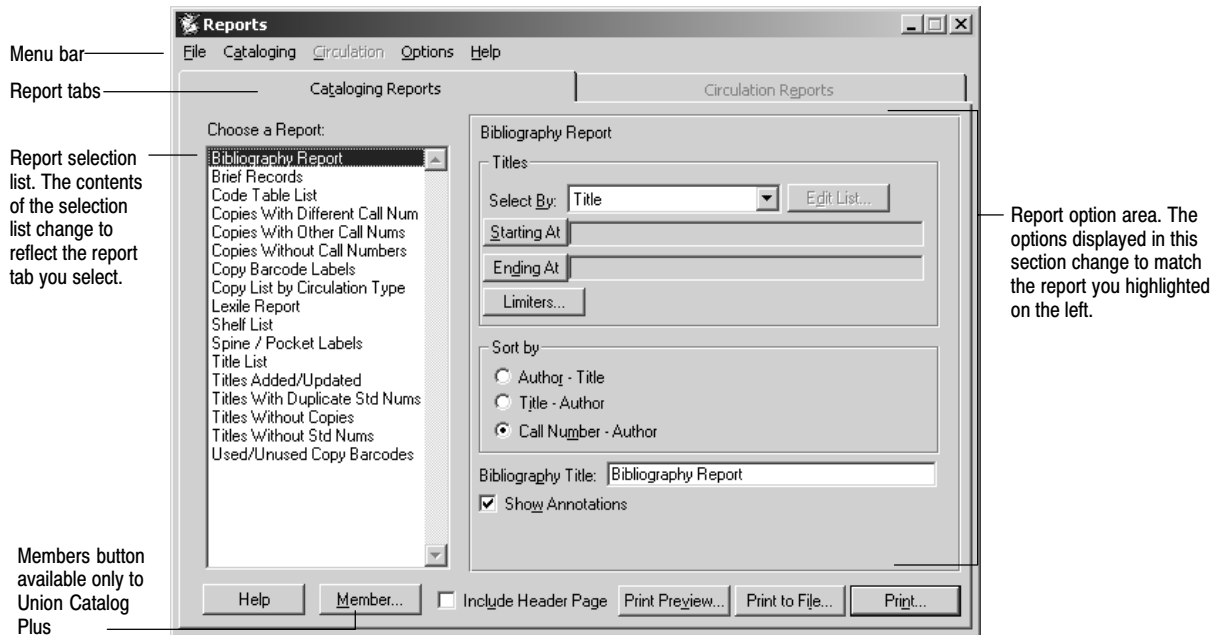 Reports
File Cataloging Circulation Options Help
Menu bar
Report tabs
Cataloging Reports
Circulation Reports
Choose a Report:
Report selection
list. The contents
of the selection
list change to
reflect the report
tab you select.
Bibliography Report
Brief Records
Code Table List
Copies With Different Call Num
Copies With Other Call Nums
Copies Without Call Numbers
Copy Barcode Labels
Copy List by Circulation Type
Lexile Report
Shelf List
Spine / Pocket Labels
Title List
Titles Added/Updated
Titles With Duplicate Std Nums
Titles Without Copies
Titles Without Std Nums
Used/Unused Copy Barcodes
Bibliography Report
Titles
Select By: Title Edit List...
Starting At
Ending At
Limiters...
Sort by
Author - Title
Title - Author
Call Number - Author
Bibliography Title: Bibliography Report
Show Annotations
Report option area. The
options displayed in this
section change to match
the report you highlighted
on the left.
Members button
available only to
Union Catalog
Plus
Help Member... Include Header Page Print Preview... Print to File... Print...